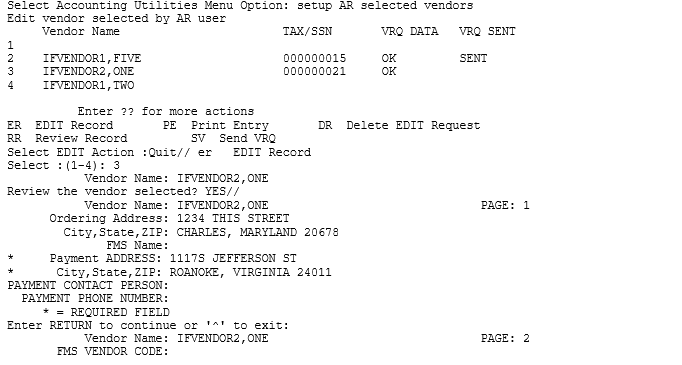 Select Accounting Utilities Menu Option: setup AR selected vendors
Edit vendor selected by AR user
Vendor Name TAX/SSN VRQ DATA VRQ SENT
1
2 IFVENDOR1,FIVE 000000015 OK SENT
3 IFVENDOR2,ONE 000000021 OK
4 IFVENDOR1,TWO
Enter ?? for more actions
ER EDIT Record PE Print Entry DR Delete EDIT Request
RR Review Record SV Send VRQ
Select EDIT Action :Quit// er EDIT Record
Select :(1-4): 3
Vendor Name: IFVENDOR2,ONE
Review the vendor selected? YES//
Vendor Name: IFVENDOR2,ONE PAGE: 1
Ordering Address: 1234 THIS STREET
City,State,ZIP: CHARLES, MARYLAND 20678
FMS Name:
* Payment ADDRESS: 1117S JEFFERSON ST
* City,State,ZIP: ROANOKE, VIRGINIA 24011
PAYMENT CONTACT PERSON:
PAYMENT PHONE NUMBER:
* = REQUIRED FIELD
Enter RETURN to continue or '^' to exit:
Vendor Name: IFVENDOR2,ONE PAGE: 2
FMS VENDOR CODE: